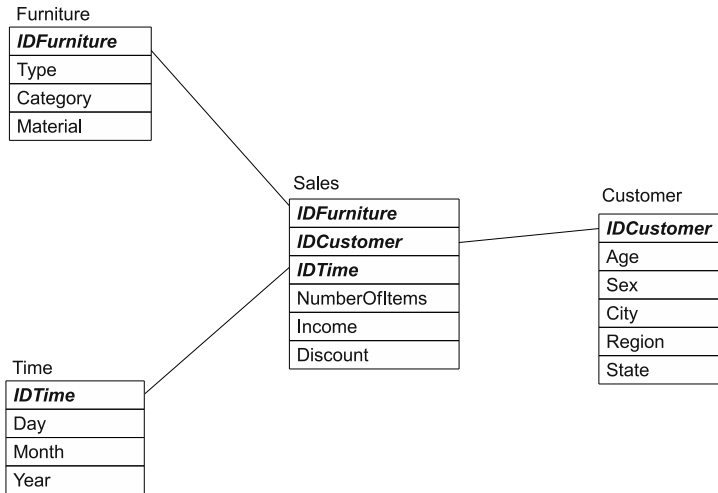 Furniture
IDFurniture
Type
Category
Material
Sales
IDFurniture
IDCustomer
IDTime
NumberOfItems
Income
Discount
Customer
IDCustomer
Age
Sex
City
Region
State
Time
IDTime
Day
Month
Year